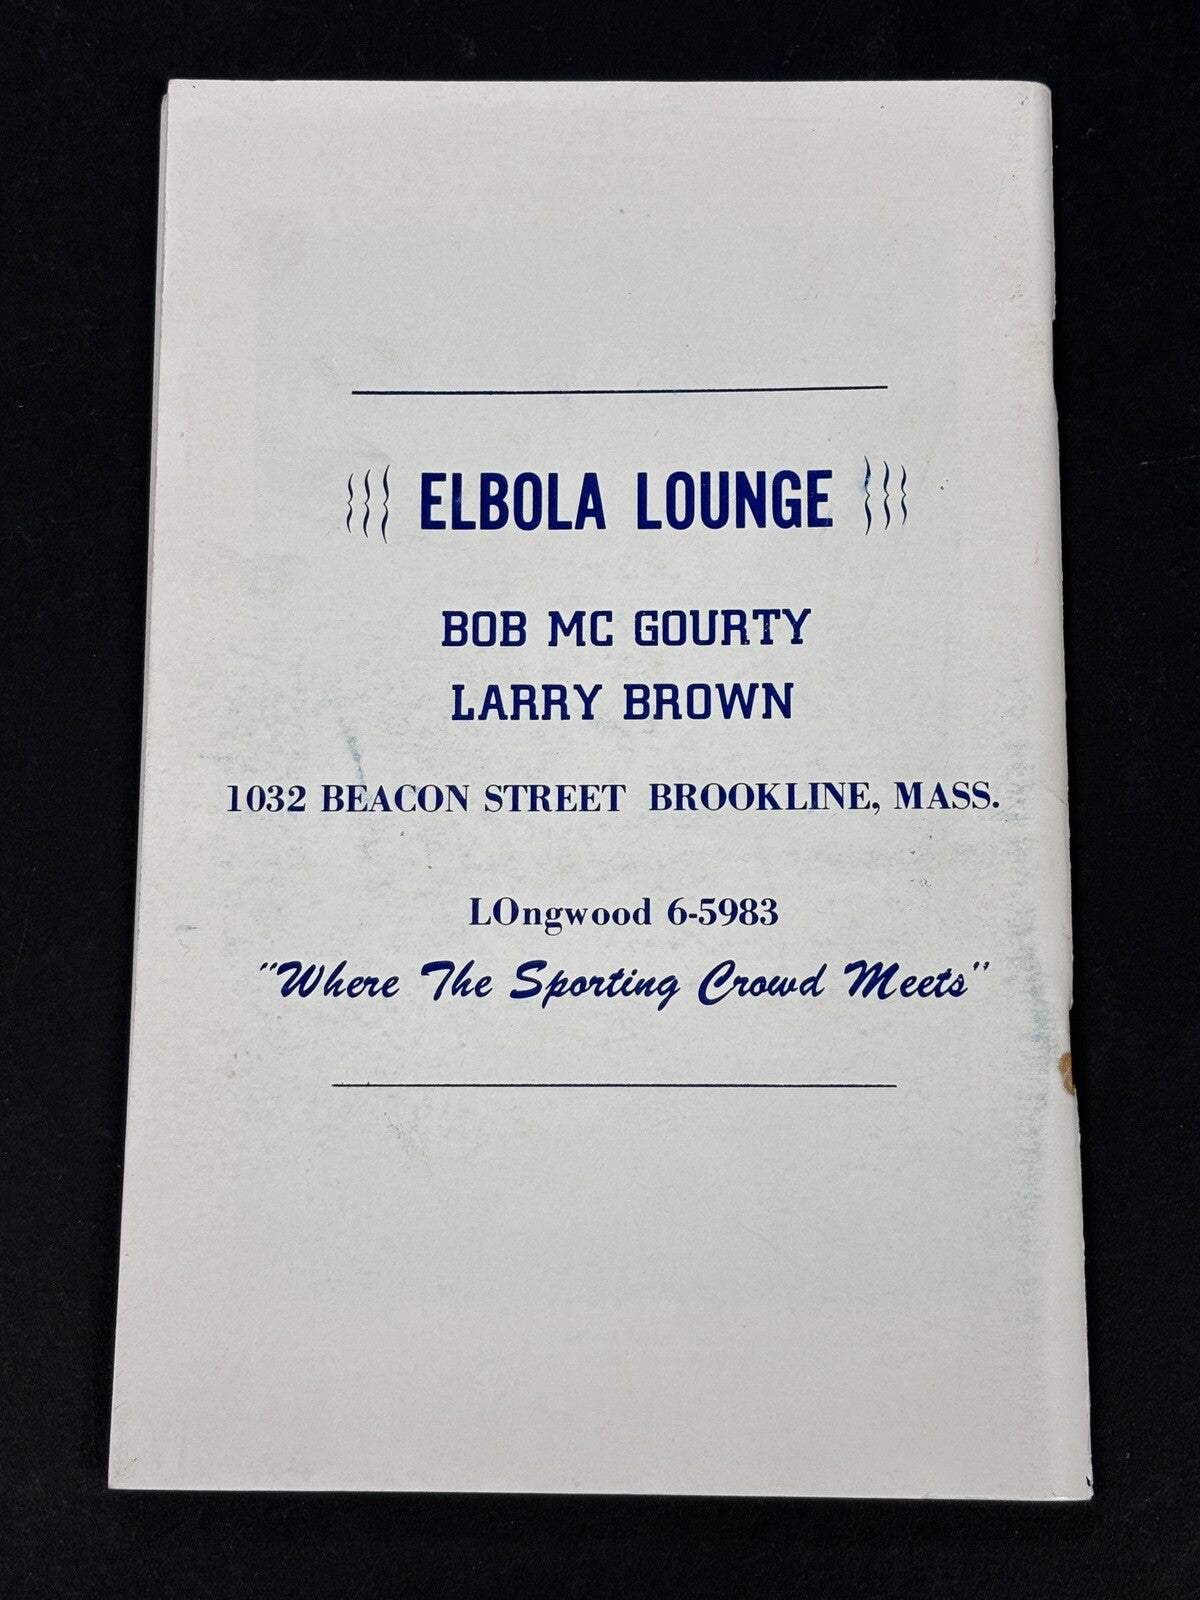 ELBOLA LOUNGE
BOB MC GOURTY
LARRY BROWN
1032 BEACON STREET BROOKLINE, MASS.
LOngwood 6-5983
"Where The Sporting Crowd Meets"